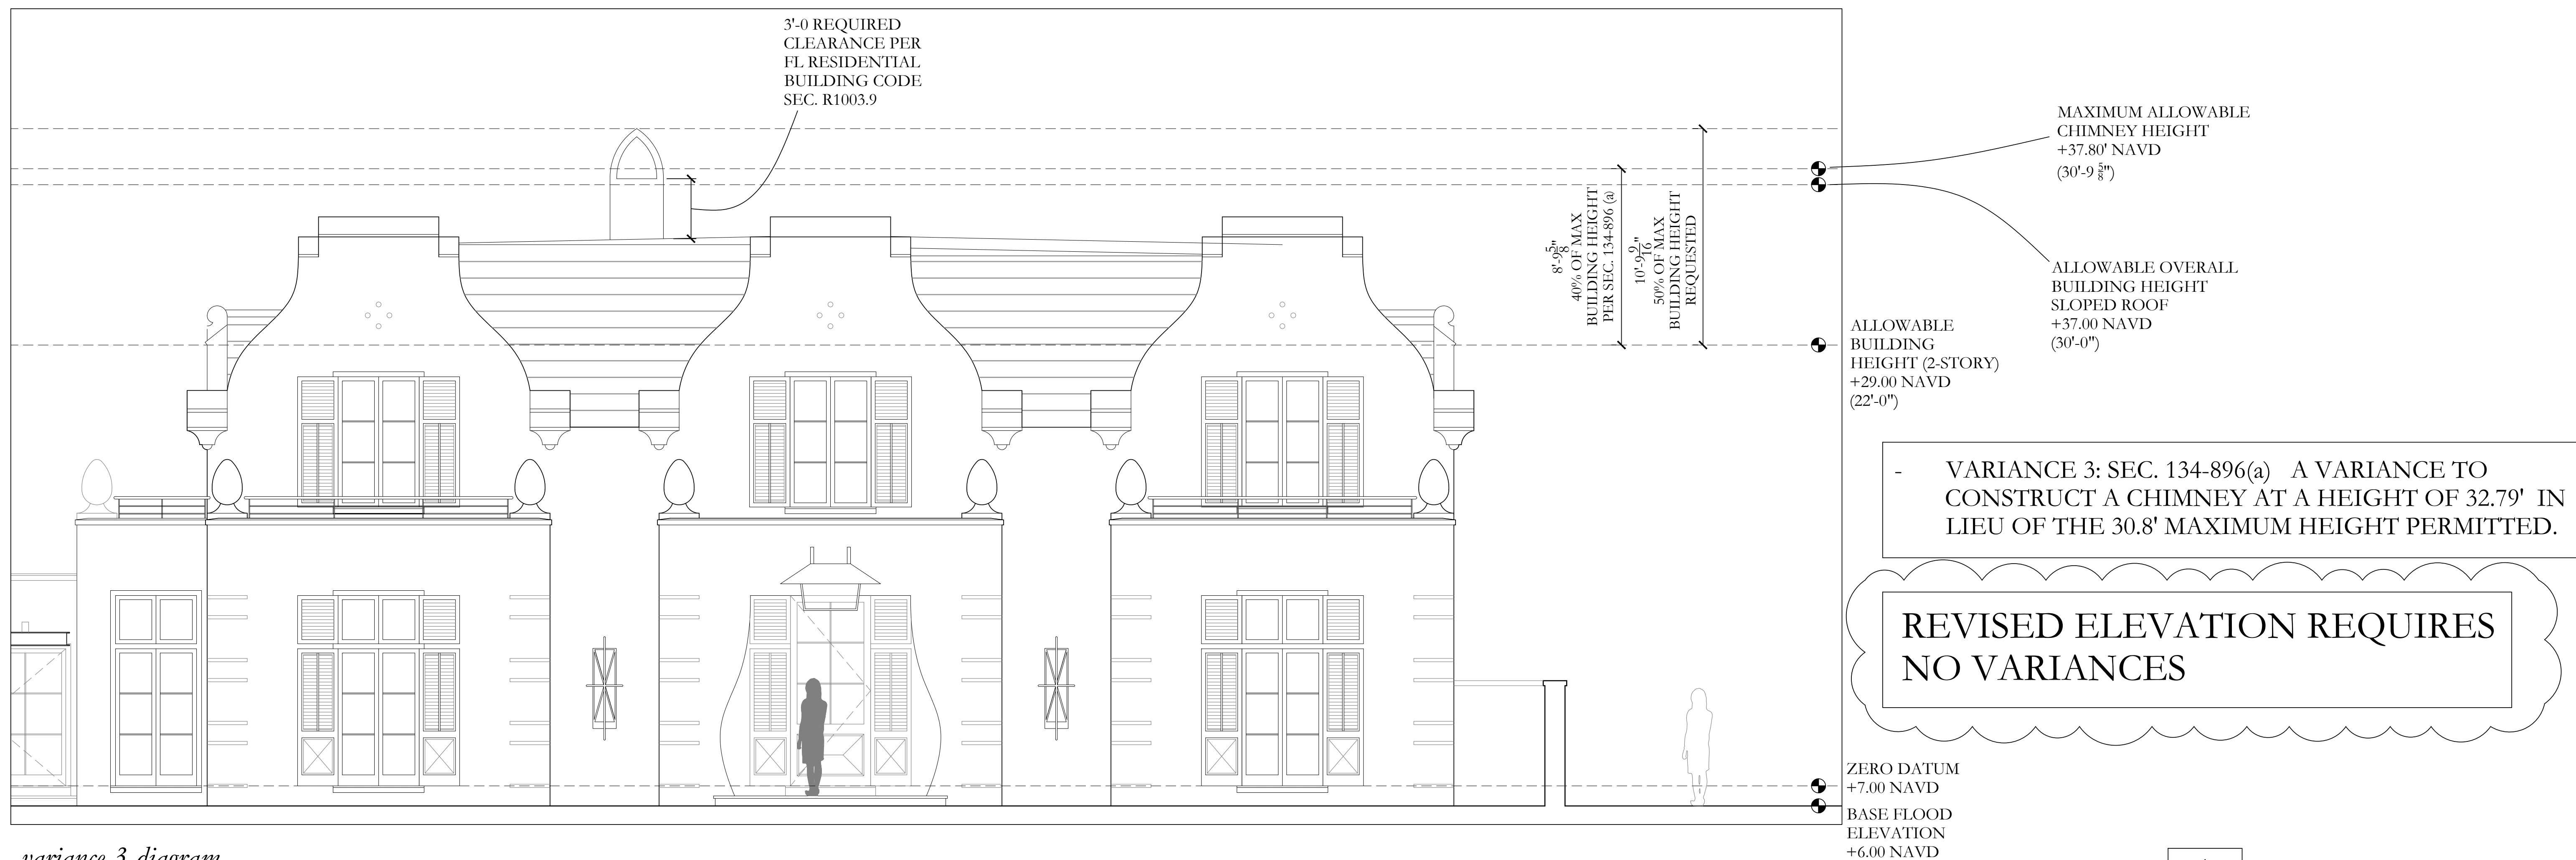 3'-0 REQUIRED
CLEARANCE PER
FL RESIDENTIAL
BUILDING CODE
SEC. R1003.9
MAXIMUM ALLOWABLE
CHIMNEY HEIGHT
+37.80' NAVD
(30'-9 5/8")
8'-9 5/8"
40% OF MAX
BUILDING HEIGHT
PER SEC. 134-896 (a)
10'-9 9/16"
50% OF MAX
BUILDING HEIGHT
REQUESTED
ALLOWABLE OVERALL
BUILDING HEIGHT
SLOPED ROOF
+37.00 NAVD
(30'-0")
ALLOWABLE
BUILDING
HEIGHT (2-STORY)
+29.00 NAVD
(22'-0")
- VARIANCE 3: SEC. 134-896(a) A VARIANCE TO
CONSTRUCT A CHIMNEY AT A HEIGHT OF 32.79' IN
LIEU OF THE 30.8' MAXIMUM HEIGHT PERMITTED.
REVISED ELEVATION REQUIRES
NO VARIANCES
ZERO DATUM
+7.00 NAVD
BASE FLOOD
ELEVATION
+6.00 NAVD
variance 3 diagram